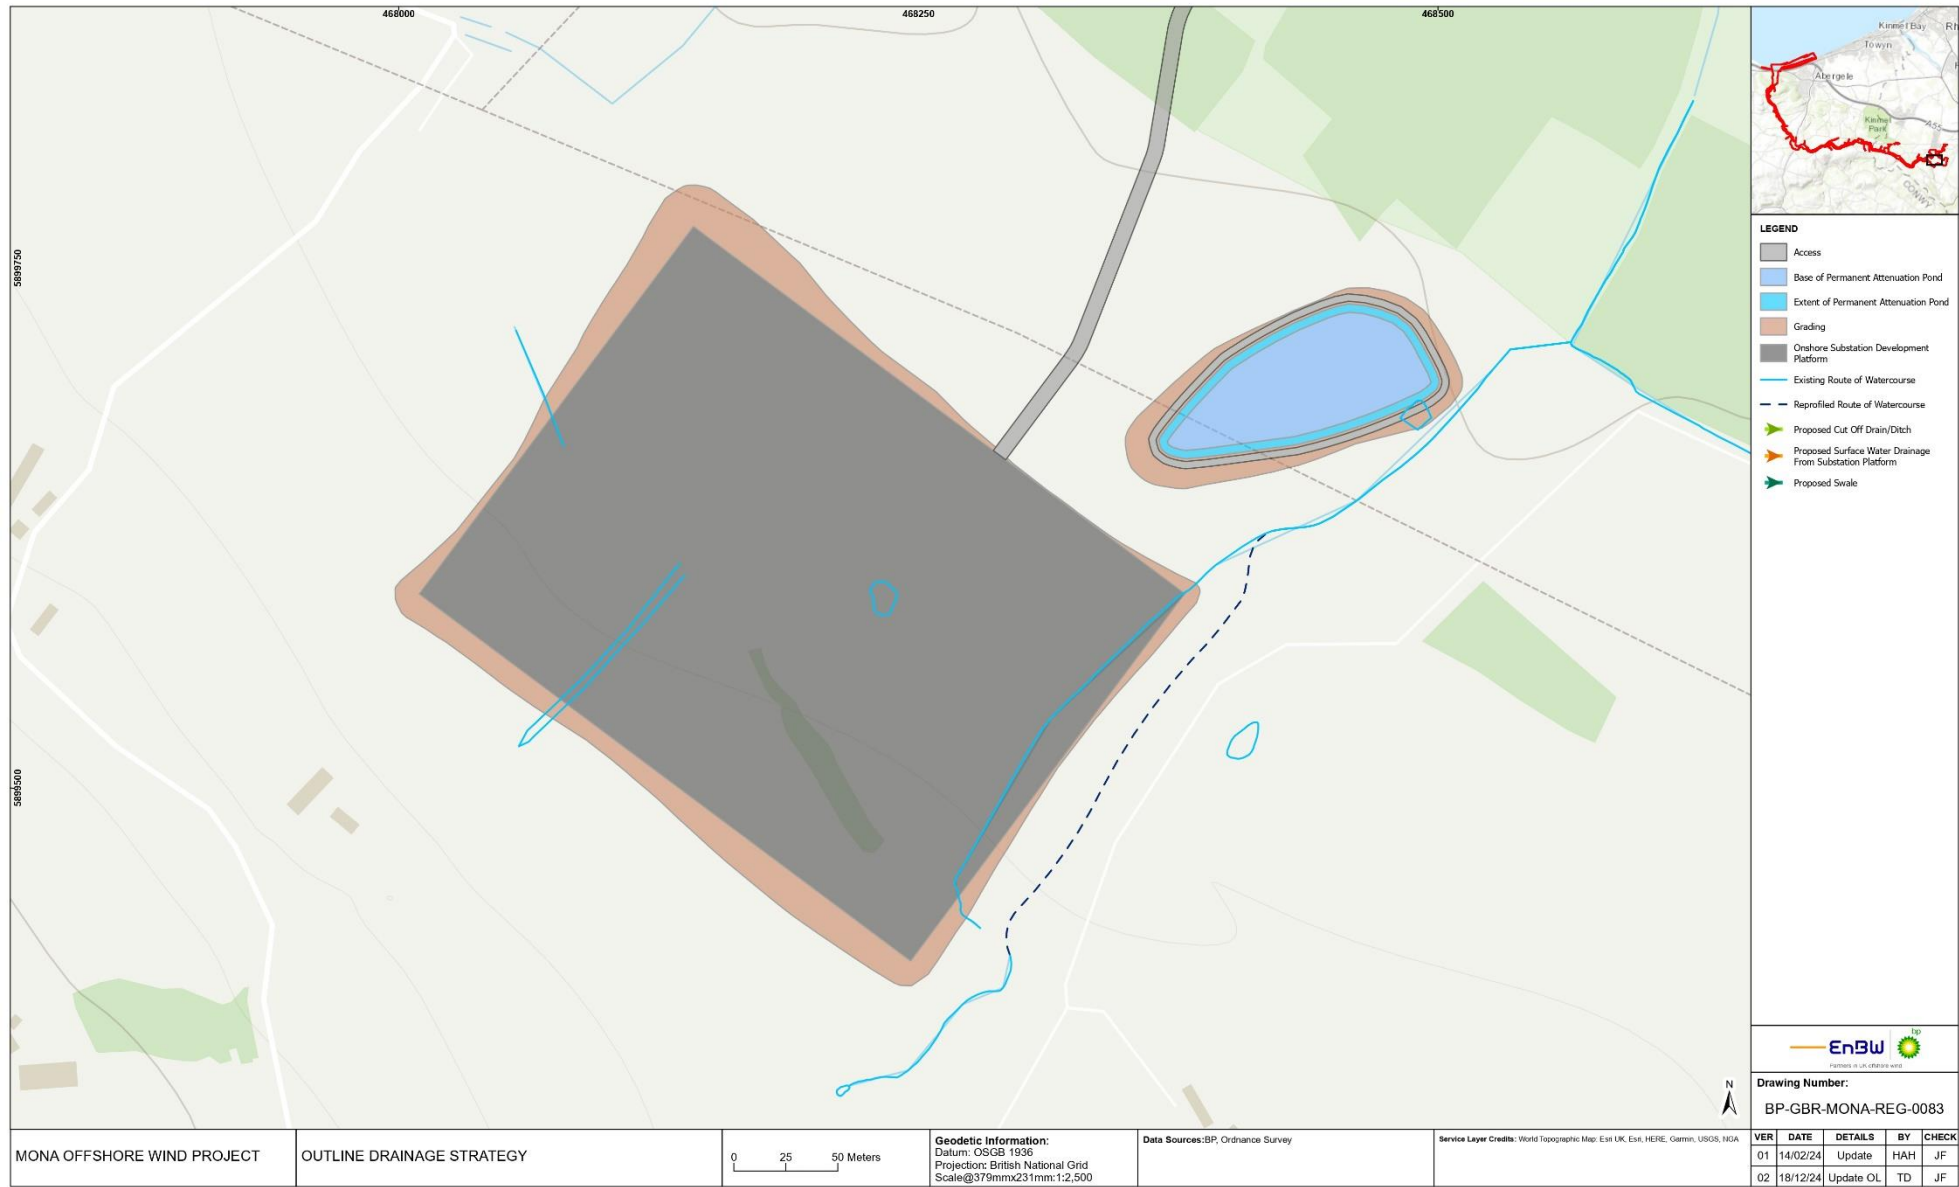 468000
468250
468500
5899750
5899500
N
Kinmel Bay
Rh
Towyn
Abergele
Kinmel
Park
A55
CONWY
LEGEND
Access
Base of Permanent Attenuation Pond
Extent of Permanent Attenuation Pond
Grading
Onshore Substation Development
Platform
Existing Route of Watercourse
Reprofiled Route of Watercourse
Proposed Cut Off Drain/Ditch
Proposed Surface Water Drainage
From Substation Platform
Proposed Swale
EnBW
bp
Partners in UK offshore wind
Drawing Number:
BP-GBR-MONA-REG-0083
MONA OFFSHORE WIND PROJECT
OUTLINE DRAINAGE STRATEGY
0 25 50 Meters
Geodetic Information:
Datum: OSGB 1936
Projection: British National Grid
Scale@379mmx231mm:1:2,500
Data Sources:BP, Ordnance Survey
Service Layer Credits: World Topographic Map: Esri UK, Esri, HERE, Garmin, USGS, NGA
VER DATE DETAILS BY CHECK
01 14/02/24 Update HAH JF
02 18/12/24 Update OL TD JF